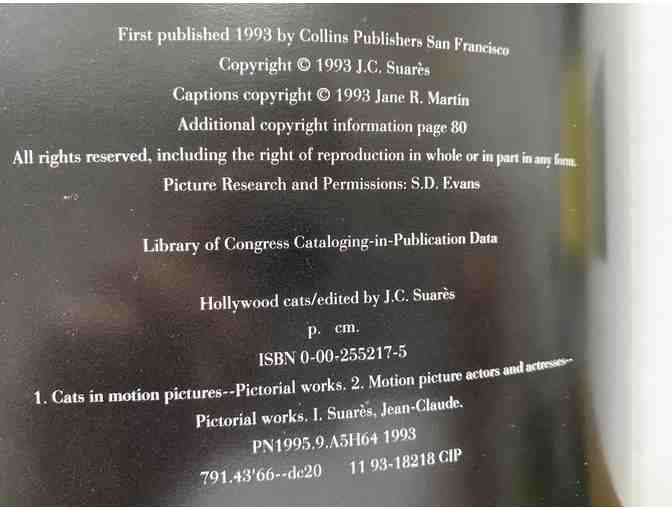 First published 1993 by Collins Publishers San Francisco
Copyright © 1993 J.C. Suarès
Captions copyright © 1993 Jane R. Martin
Additional copyright information page 80
All rights reserved, including the right of reproduction in whole or in part in any form.
Picture Research and Permissions: S.D. Evans
Library of Congress Cataloging-in-Publication Data
Hollywood cats/edited by J.C. Suarès
p. cm.
ISBN 0-00-255217-5
1. Cats in motion pictures--Pictorial works. 2. Motion picture actors and actresses--
Pictorial works. I. Suarès, Jean-Claude.
PN1995.9.A5H64 1993
791.43'66--dc20 11 93-18218 CIP